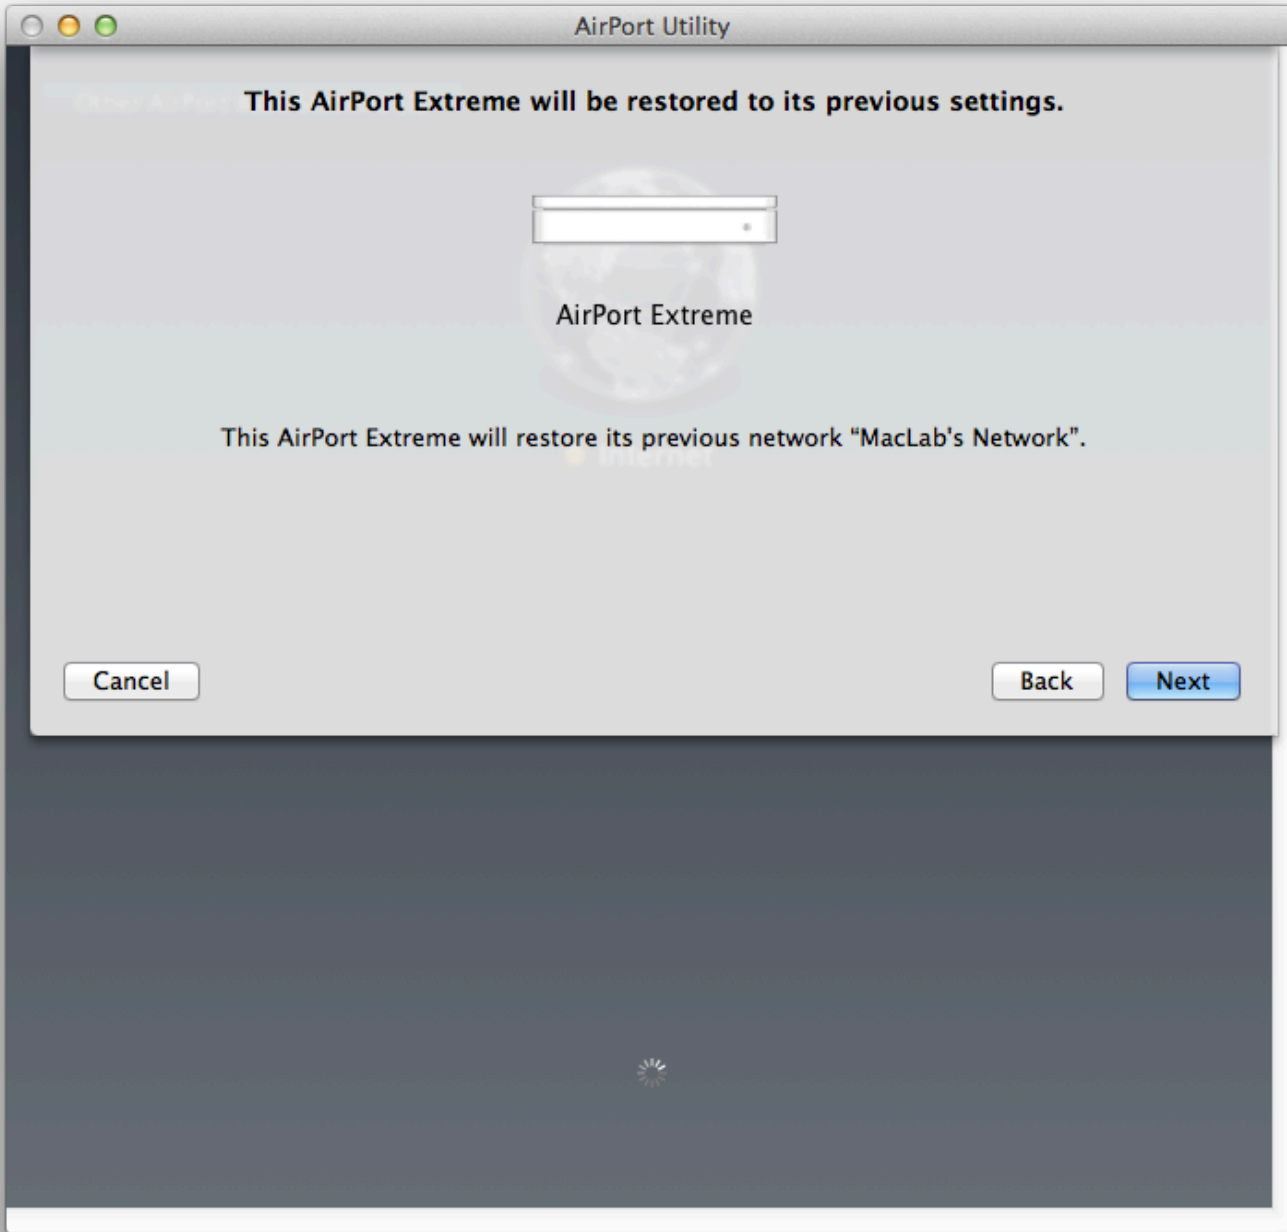 AirPort Utility
This AirPort Extreme will be restored to its previous settings.
AirPort Extreme
This AirPort Extreme will restore its previous network “MacLab's Network”.
Internet
Cancel
Back
Next